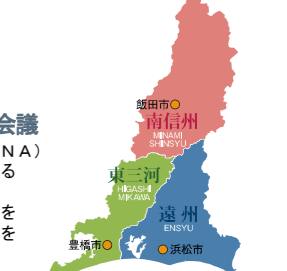 会議
ＮＡ）
る
を
を
飯田市
南信州
MINAMI
SHINSYU
東三河
HIGASHI
MIKAWA
遠州
ENSYU
豊橋市
浜松市